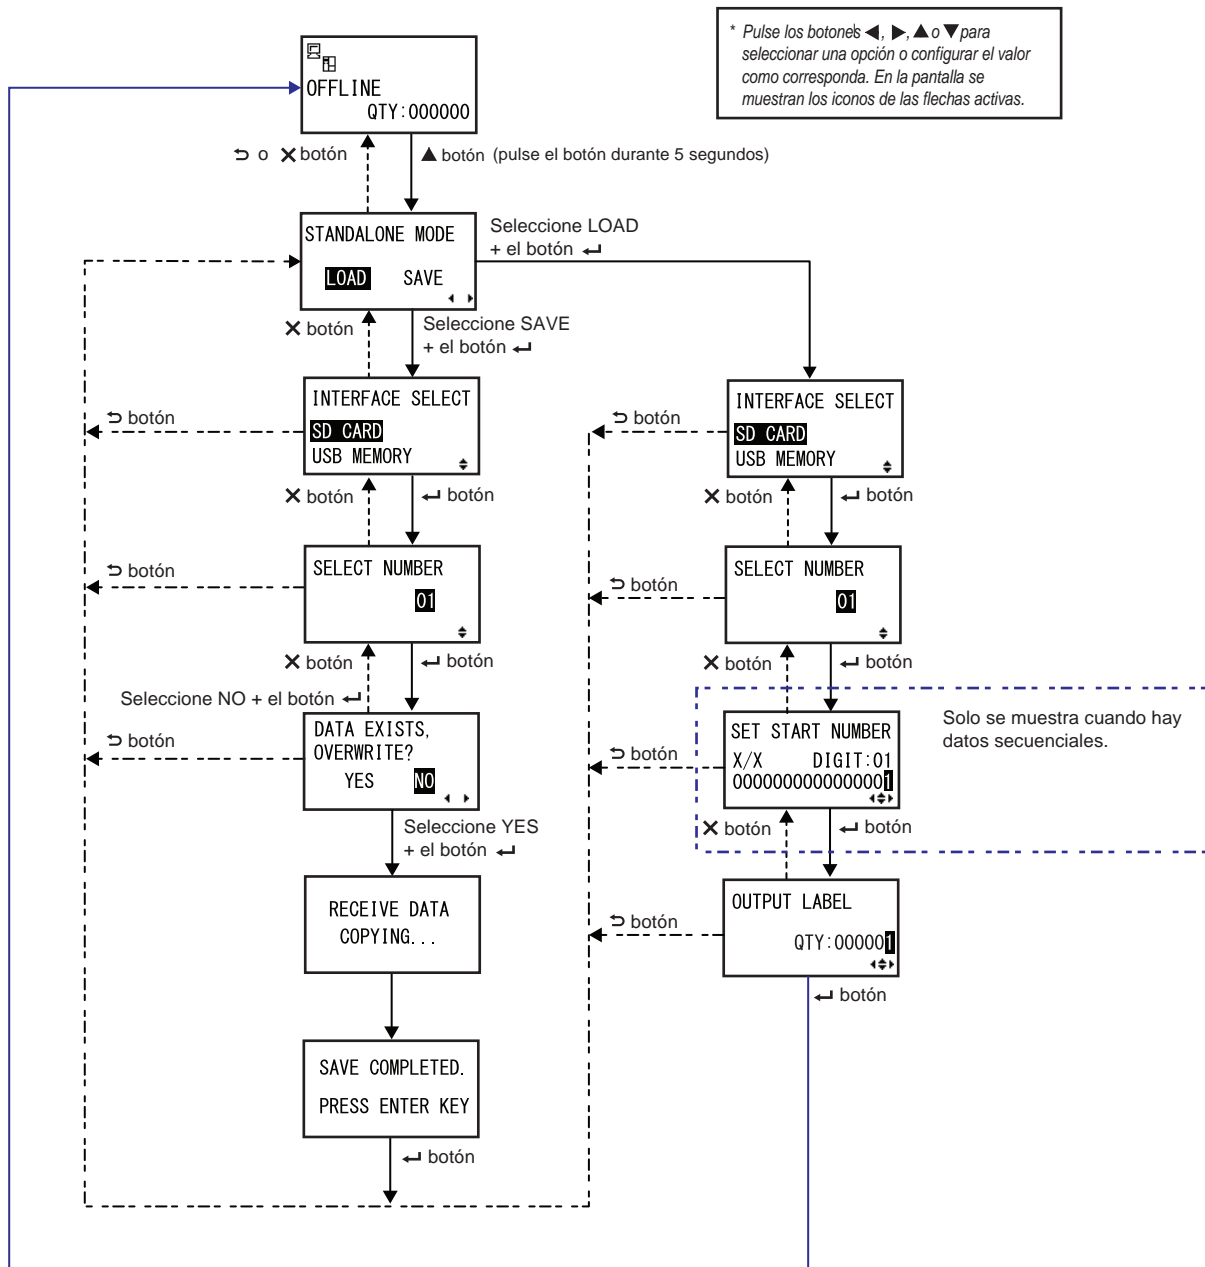 * Pulse los botones ◀, ▶, ▲ o ▼ para
seleccionar una opción o configurar el valor
como corresponda. En la pantalla se
muestran los iconos de las flechas activas.
OFFLINE
QTY:000000
⮌ o ✕ botón
▲ botón (pulse el botón durante 5 segundos)
STANDALONE MODE
LOAD SAVE
Seleccione LOAD
+ el botón ↵
✕ botón
Seleccione SAVE
+ el botón ↵
INTERFACE SELECT
SD CARD
USB MEMORY
⮌ botón
✕ botón
↵ botón
SELECT NUMBER
01
⮌ botón
✕ botón
↵ botón
Seleccione NO + el botón ↵
DATA EXISTS,
OVERWRITE?
YES NO
⮌ botón
Seleccione YES
+ el botón ↵
RECEIVE DATA
COPYING...
SAVE COMPLETED.
PRESS ENTER KEY
↵ botón
INTERFACE SELECT
SD CARD
USB MEMORY
⮌ botón
✕ botón
↵ botón
SELECT NUMBER
01
⮌ botón
✕ botón
↵ botón
SET START NUMBER
X/X DIGIT:01
0000000000000001
Solo se muestra cuando hay
datos secuenciales.
⮌ botón
✕ botón
↵ botón
OUTPUT LABEL
QTY:000001
⮌ botón
↵ botón